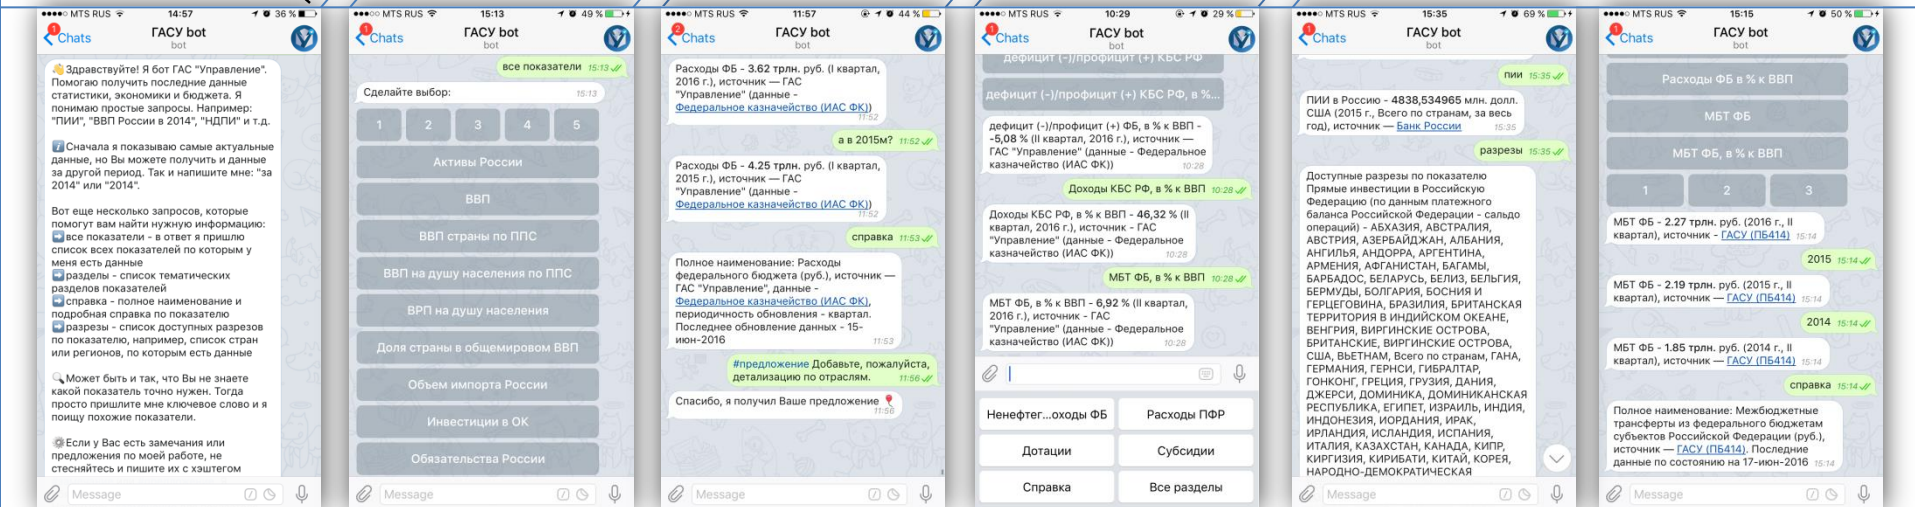 MTS RUS 14:57 36 %
Chats
ГАСУ bot
bot
👋Здравствуйте! Я бот ГАС "Управление".
Помогаю получить последние данные
статистики, экономики и бюджета. Я
понимаю простые запросы. Например:
"ПИИ", "ВВП России в 2014", "НДПИ" и т.д.
ℹ️Сначала я показываю самые актуальные
данные, но Вы можете получить и данные
за другой период. Так и напишите мне: "за
2014" или "2014".
Вот еще несколько запросов, которые
помогут вам найти нужную информацию:
➡️все показатели - в ответ я пришлю
список всех показателей по которым у
меня есть данные
➡️разделы - список тематических
разделов показателей
➡️справка - полное наименование и
подробная справка по показателю
➡️разрезы - список доступных разрезов
по показателю, например, список стран
или регионов, по которым есть данные
🔍Может быть и так, что Вы не знаете
какой показатель точно нужен. Тогда
просто пришлите мне ключевое слово и я
поищу похожие показатели.
⚙️Если у Вас есть замечания или
предложения по моей работе, не
стесняйтесь и пишите их с хэштегом
Message
MTS RUS 15:13 49 %
1
Chats
ГАСУ bot
bot
все показатели 15:13
Сделайте выбор: 15:13
1 2 3 4 5
Активы России
ВВП
ВВП страны по ППС
ВВП на душу населения по ППС
ВРП на душу населения
Доля страны в общемировом ВВП
Объем импорта России
Инвестиции в ОК
Обязательства России
Message
MTS RUS 11:57 44 %
2
Chats
ГАСУ bot
bot
Расходы ФБ - 3.62 трлн. руб. (I квартал,
2016 г.), источник — ГАС
"Управление" (данные -
Федеральное казначейство (ИАС ФК))
11:52
а в 2015м? 11:52
Расходы ФБ - 4.25 трлн. руб. (I квартал,
2015 г.), источник — ГАС
"Управление" (данные -
Федеральное казначейство (ИАС ФК))
11:52
справка 11:53
Полное наименование: Расходы
федерального бюджета (руб.), источник —
ГАС "Управление", данные -
Федеральное казначейство (ИАС ФК),
периодичность обновления - квартал.
Последнее обновление данных - 15-
июн-2016 11:53
#предложение Добавьте, пожалуйста,
детализацию по отраслям. 11:56
Спасибо, я получил Ваше предложение 🎈
11:56
Message
MTS RUS 10:29 29 %
1
Chats
ГАСУ bot
bot
дефицит (-)/профицит (+) КБС РФ
дефицит (-)/профицит (+) КБС РФ, в %...
дефицит (-)/профицит (+) ФБ, в % к ВВП -
-5,08 % (II квартал, 2016 г.), источник —
ГАС "Управление" (данные - Федеральное
казначейство (ИАС ФК)) 10:28
Доходы КБС РФ, в % к ВВП 10:28
Доходы КБС РФ, в % к ВВП - 46,32 % (II
квартал, 2016 г.), источник - ГАС
"Управление" (данные - Федеральное
казначейство (ИАС ФК)) 10:28
МБТ ФБ, в % к ВВП 10:28
МБТ ФБ, в % к ВВП - 6,92 % (II квартал,
2016 г.), источник - ГАС
"Управление" (данные - Федеральное
казначейство (ИАС ФК)) 10:28
Ненефтег...оходы ФБ Расходы ПФР
Дотации Субсидии
Справка Все разделы
MTS RUS 15:35 69 %
1
Chats
ГАСУ bot
bot
пии 15:35
ПИИ в Россию - 4838,534965 млн. долл.
США (2015 г., Всего по странам, за весь
год), источник — Банк России 15:35
разрезы 15:35
Доступные разрезы по показателю
Прямые инвестиции в Российскую
Федерацию (по данным платежного
баланса Российской Федерации - сальдо
операций) - АБХАЗИЯ, АВСТРАЛИЯ,
АВСТРИЯ, АЗЕРБАЙДЖАН, АЛБАНИЯ,
АНГИЛЬЯ, АНДОРРА, АРГЕНТИНА,
АРМЕНИЯ, АФГАНИСТАН, БАГАМЫ,
БАРБАДОС, БЕЛАРУСЬ, БЕЛИЗ, БЕЛЬГИЯ,
БЕРМУДЫ, БОЛГАРИЯ, БОСНИЯ И
ГЕРЦЕГОВИНА, БРАЗИЛИЯ, БРИТАНСКАЯ
ТЕРРИТОРИЯ В ИНДИЙСКОМ ОКЕАНЕ,
ВЕНГРИЯ, ВИРГИНСКИЕ ОСТРОВА,
БРИТАНСКИЕ, ВИРГИНСКИЕ ОСТРОВА,
США, ВЬЕТНАМ, Всего по странам, ГАНА,
ГЕРМАНИЯ, ГЕРНСИ, ГИБРАЛТАР,
ГОНКОНГ, ГРЕЦИЯ, ГРУЗИЯ, ДАНИЯ,
ДЖЕРСИ, ДОМИНИКА, ДОМИНИКАНСКАЯ
РЕСПУБЛИКА, ЕГИПЕТ, ИЗРАИЛЬ, ИНДИЯ,
ИНДОНЕЗИЯ, ИОРДАНИЯ, ИРАК,
ИРЛАНДИЯ, ИСЛАНДИЯ, ИСПАНИЯ,
ИТАЛИЯ, КАЗАХСТАН, КАНАДА, КИПР,
КИРГИЗИЯ, КИРИБАТИ, КИТАЙ, КОРЕЯ,
НАРОДНО-ДЕМОКРАТИЧЕСКАЯ
Message
MTS RUS 15:15 50 %
1
Chats
ГАСУ bot
bot
Расходы ФБ в % к ВВП
МБТ ФБ
МБТ ФБ, в % к ВВП
1 2 3
МБТ ФБ - 2.27 трлн. руб. (2016 г., II
квартал), источник - ГАСУ (ПБ414) 15:14
2015 15:14
МБТ ФБ - 2.19 трлн. руб. (2015 г., II
квартал), источник — ГАСУ (ПБ414) 15:14
2014 15:14
МБТ ФБ - 1.85 трлн. руб. (2014 г., II
квартал), источник — ГАСУ (ПБ414) 15:14
справка 15:14
Полное наименование: Межбюджетные
трансферты из федерального бюджетам
субъектов Российской Федерации (руб.),
источник — ГАСУ (ПБ414). Последние
данные по состоянию на 17-июн-2016 15:14
Message